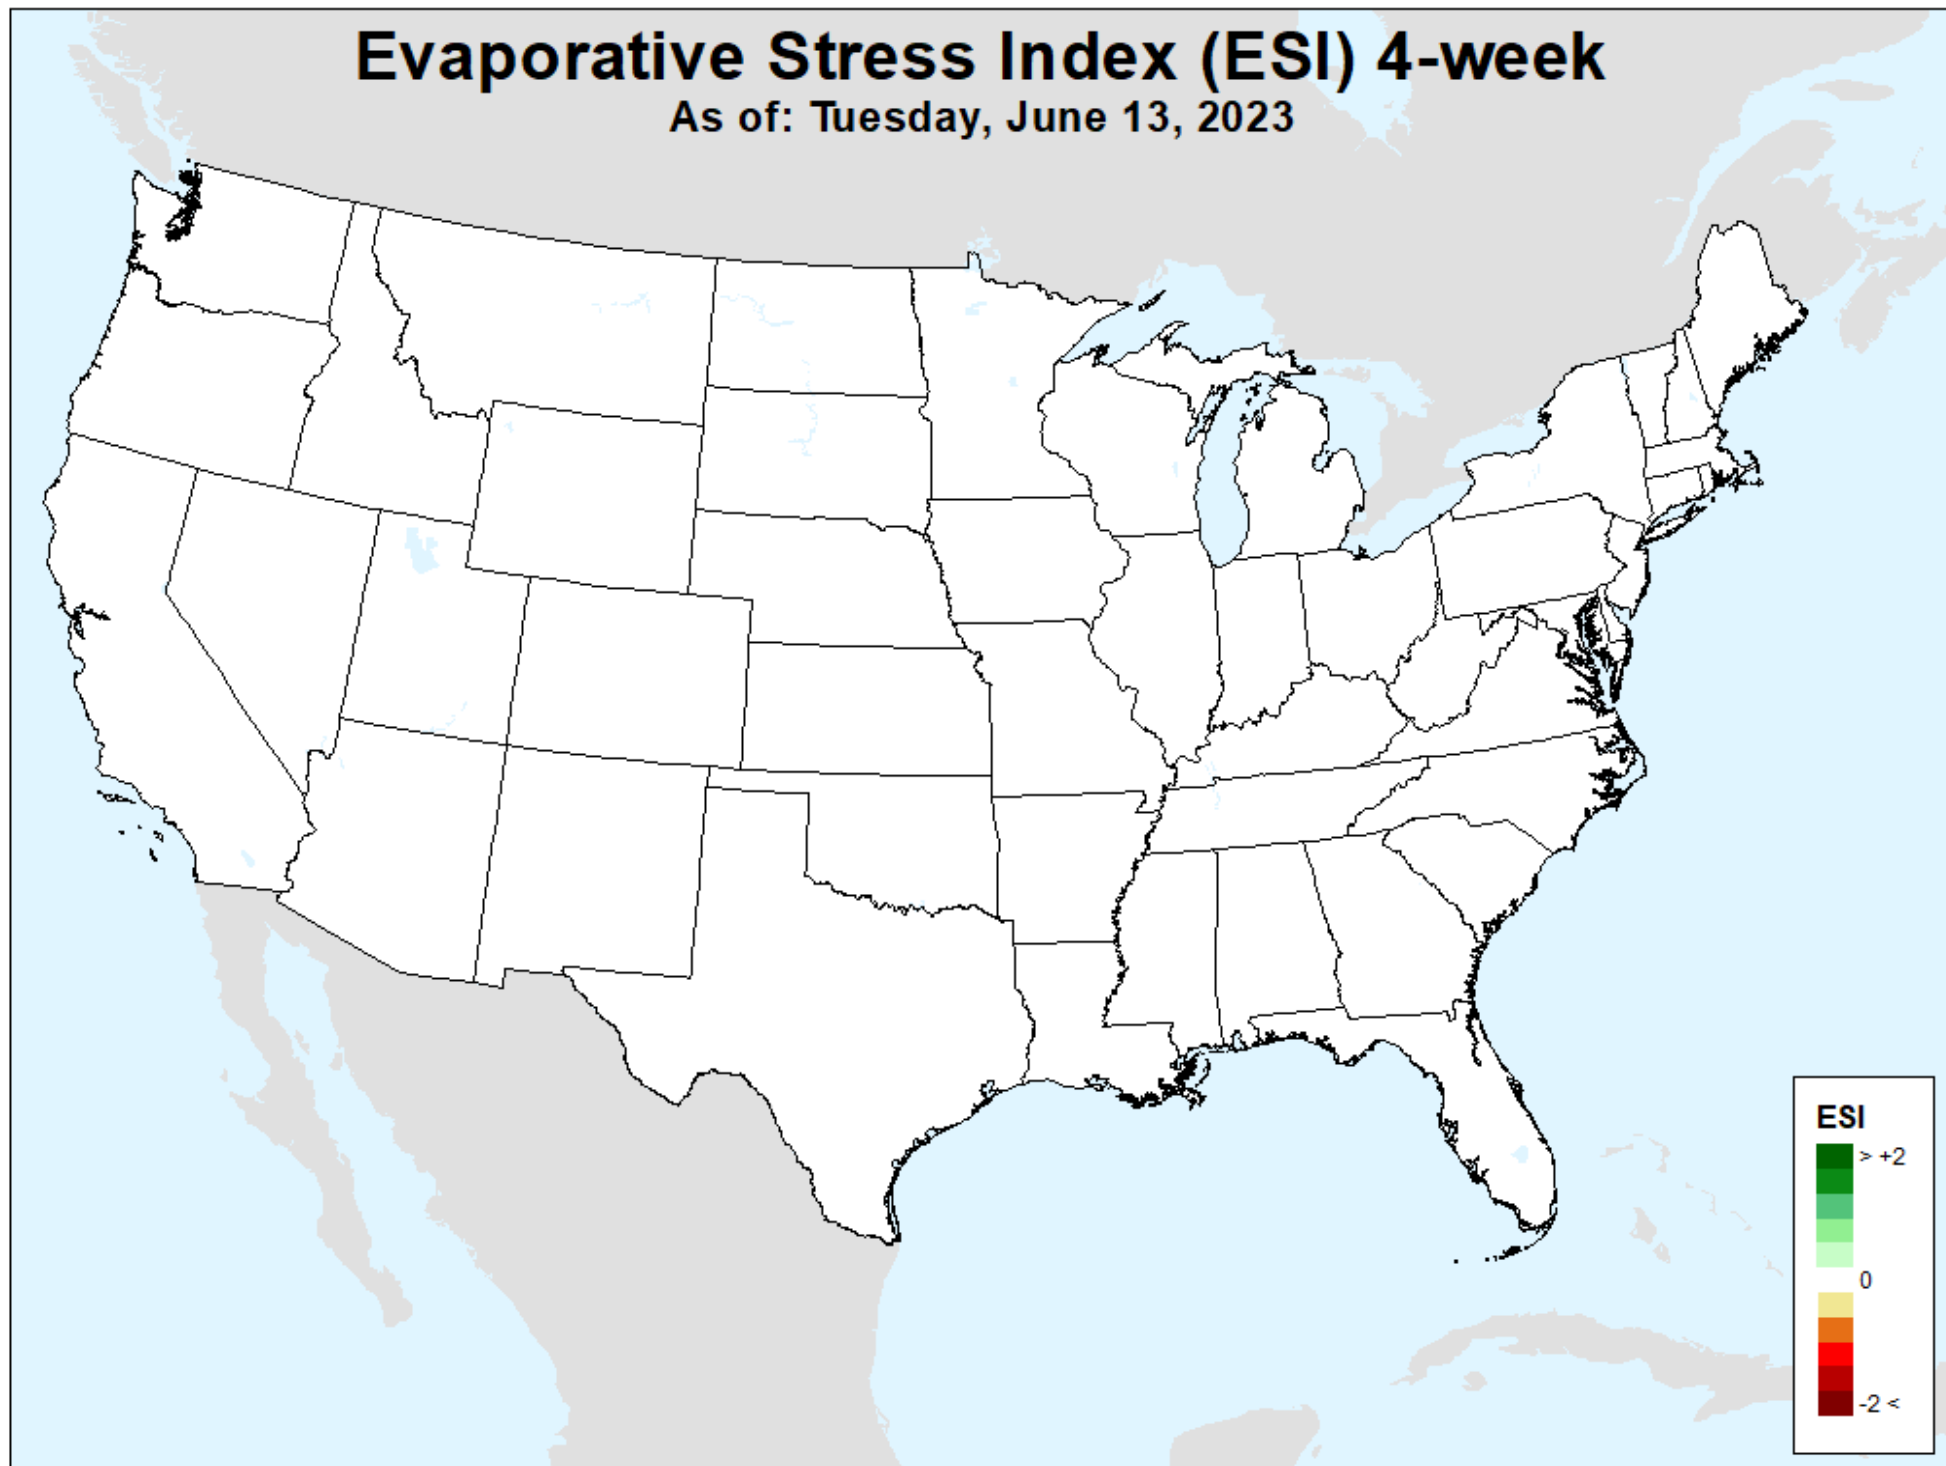 Evaporative Stress Index (ESI) 4-week
As of: Tuesday, June 13, 2023
ESI
> +2
0
-2 <